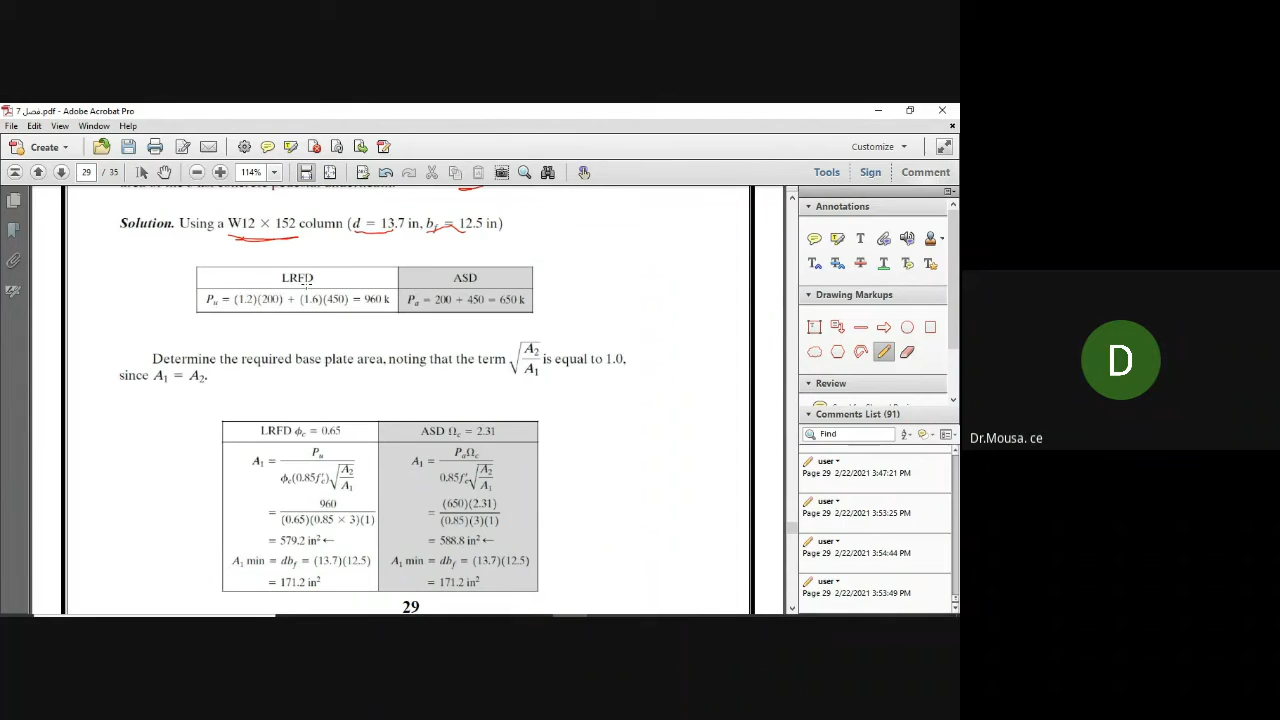 فصل 7.pdf - Adobe Acrobat Pro
File Edit View Window Help
Create
Customize
29 / 35
114%
Tools Sign Comment
Solution. Using a W12 × 152 column (d = 13.7 in, bf = 12.5 in)
LRFD ASD
Pu = (1.2)(200) + (1.6)(450) = 960 k Pa = 200 + 450 = 650 k
Determine the required base plate area, noting that the term √(A2/A1) is equal to 1.0,
since A1 = A2.
LRFD ϕc = 0.65 ASD Ωc = 2.31
A1 = Pu / (ϕc(0.85f′c)√(A2/A1)) A1 = PaΩc / (0.85f′c√(A2/A1))
= 960 / ((0.65)(0.85 × 3)(1)) = (650)(2.31) / ((0.85)(3)(1))
= 579.2 in² ← = 588.8 in² ←
A1 min = dbf = (13.7)(12.5) A1 min = dbf = (13.7)(12.5)
= 171.2 in² = 171.2 in²
29
Annotations
T
Drawing Markups
Review
Comments List (91)
Find
user
Page 29 2/22/2021 3:47:21 PM
user
Page 29 2/22/2021 3:53:25 PM
user
Page 29 2/22/2021 3:54:44 PM
user
Page 29 2/22/2021 3:53:49 PM
D
Dr.Mousa. ce